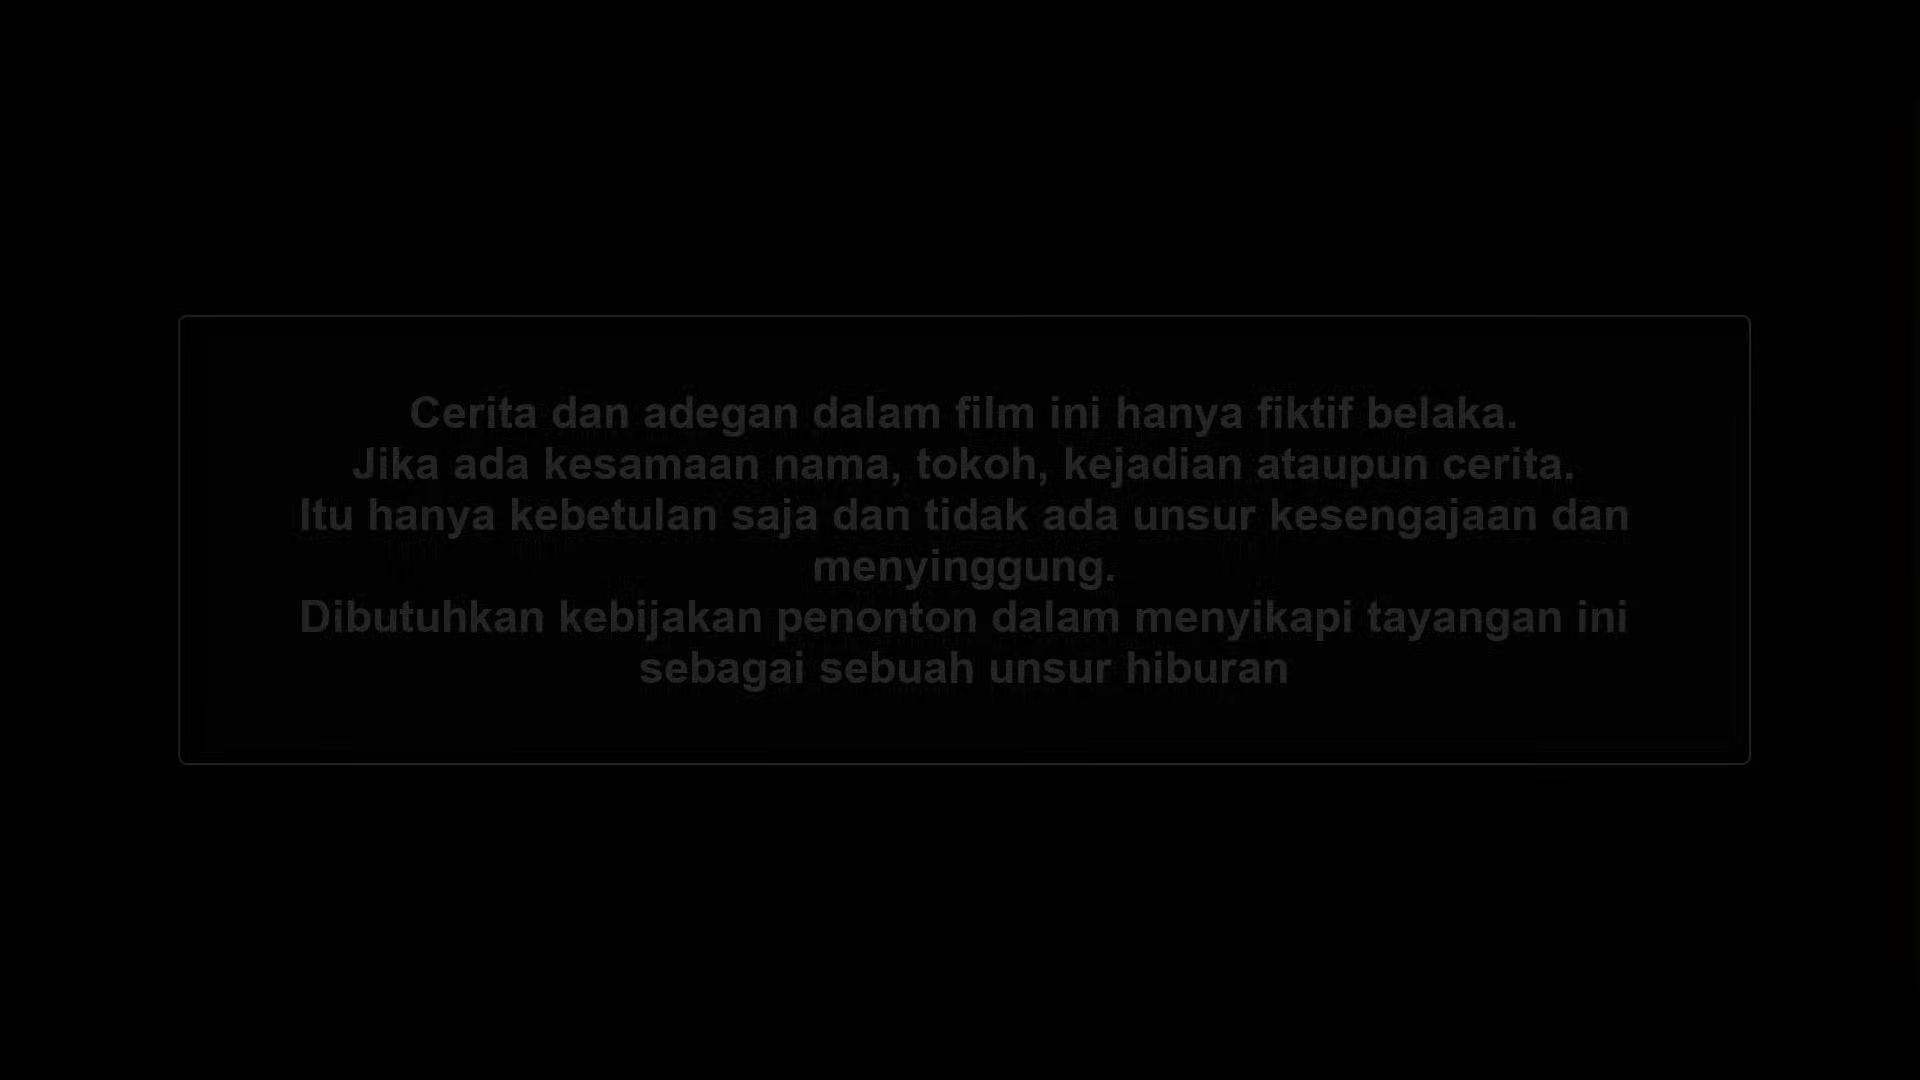 Cerita dan adegan dalam film ini hanya fiktif belaka.
Jika ada kesamaan nama, tokoh, kejadian ataupun cerita.
Itu hanya kebetulan saja dan tidak ada unsur kesengajaan dan
menyinggung.
Dibutuhkan kebijakan penonton dalam menyikapi tayangan ini
sebagai sebuah unsur hiburan